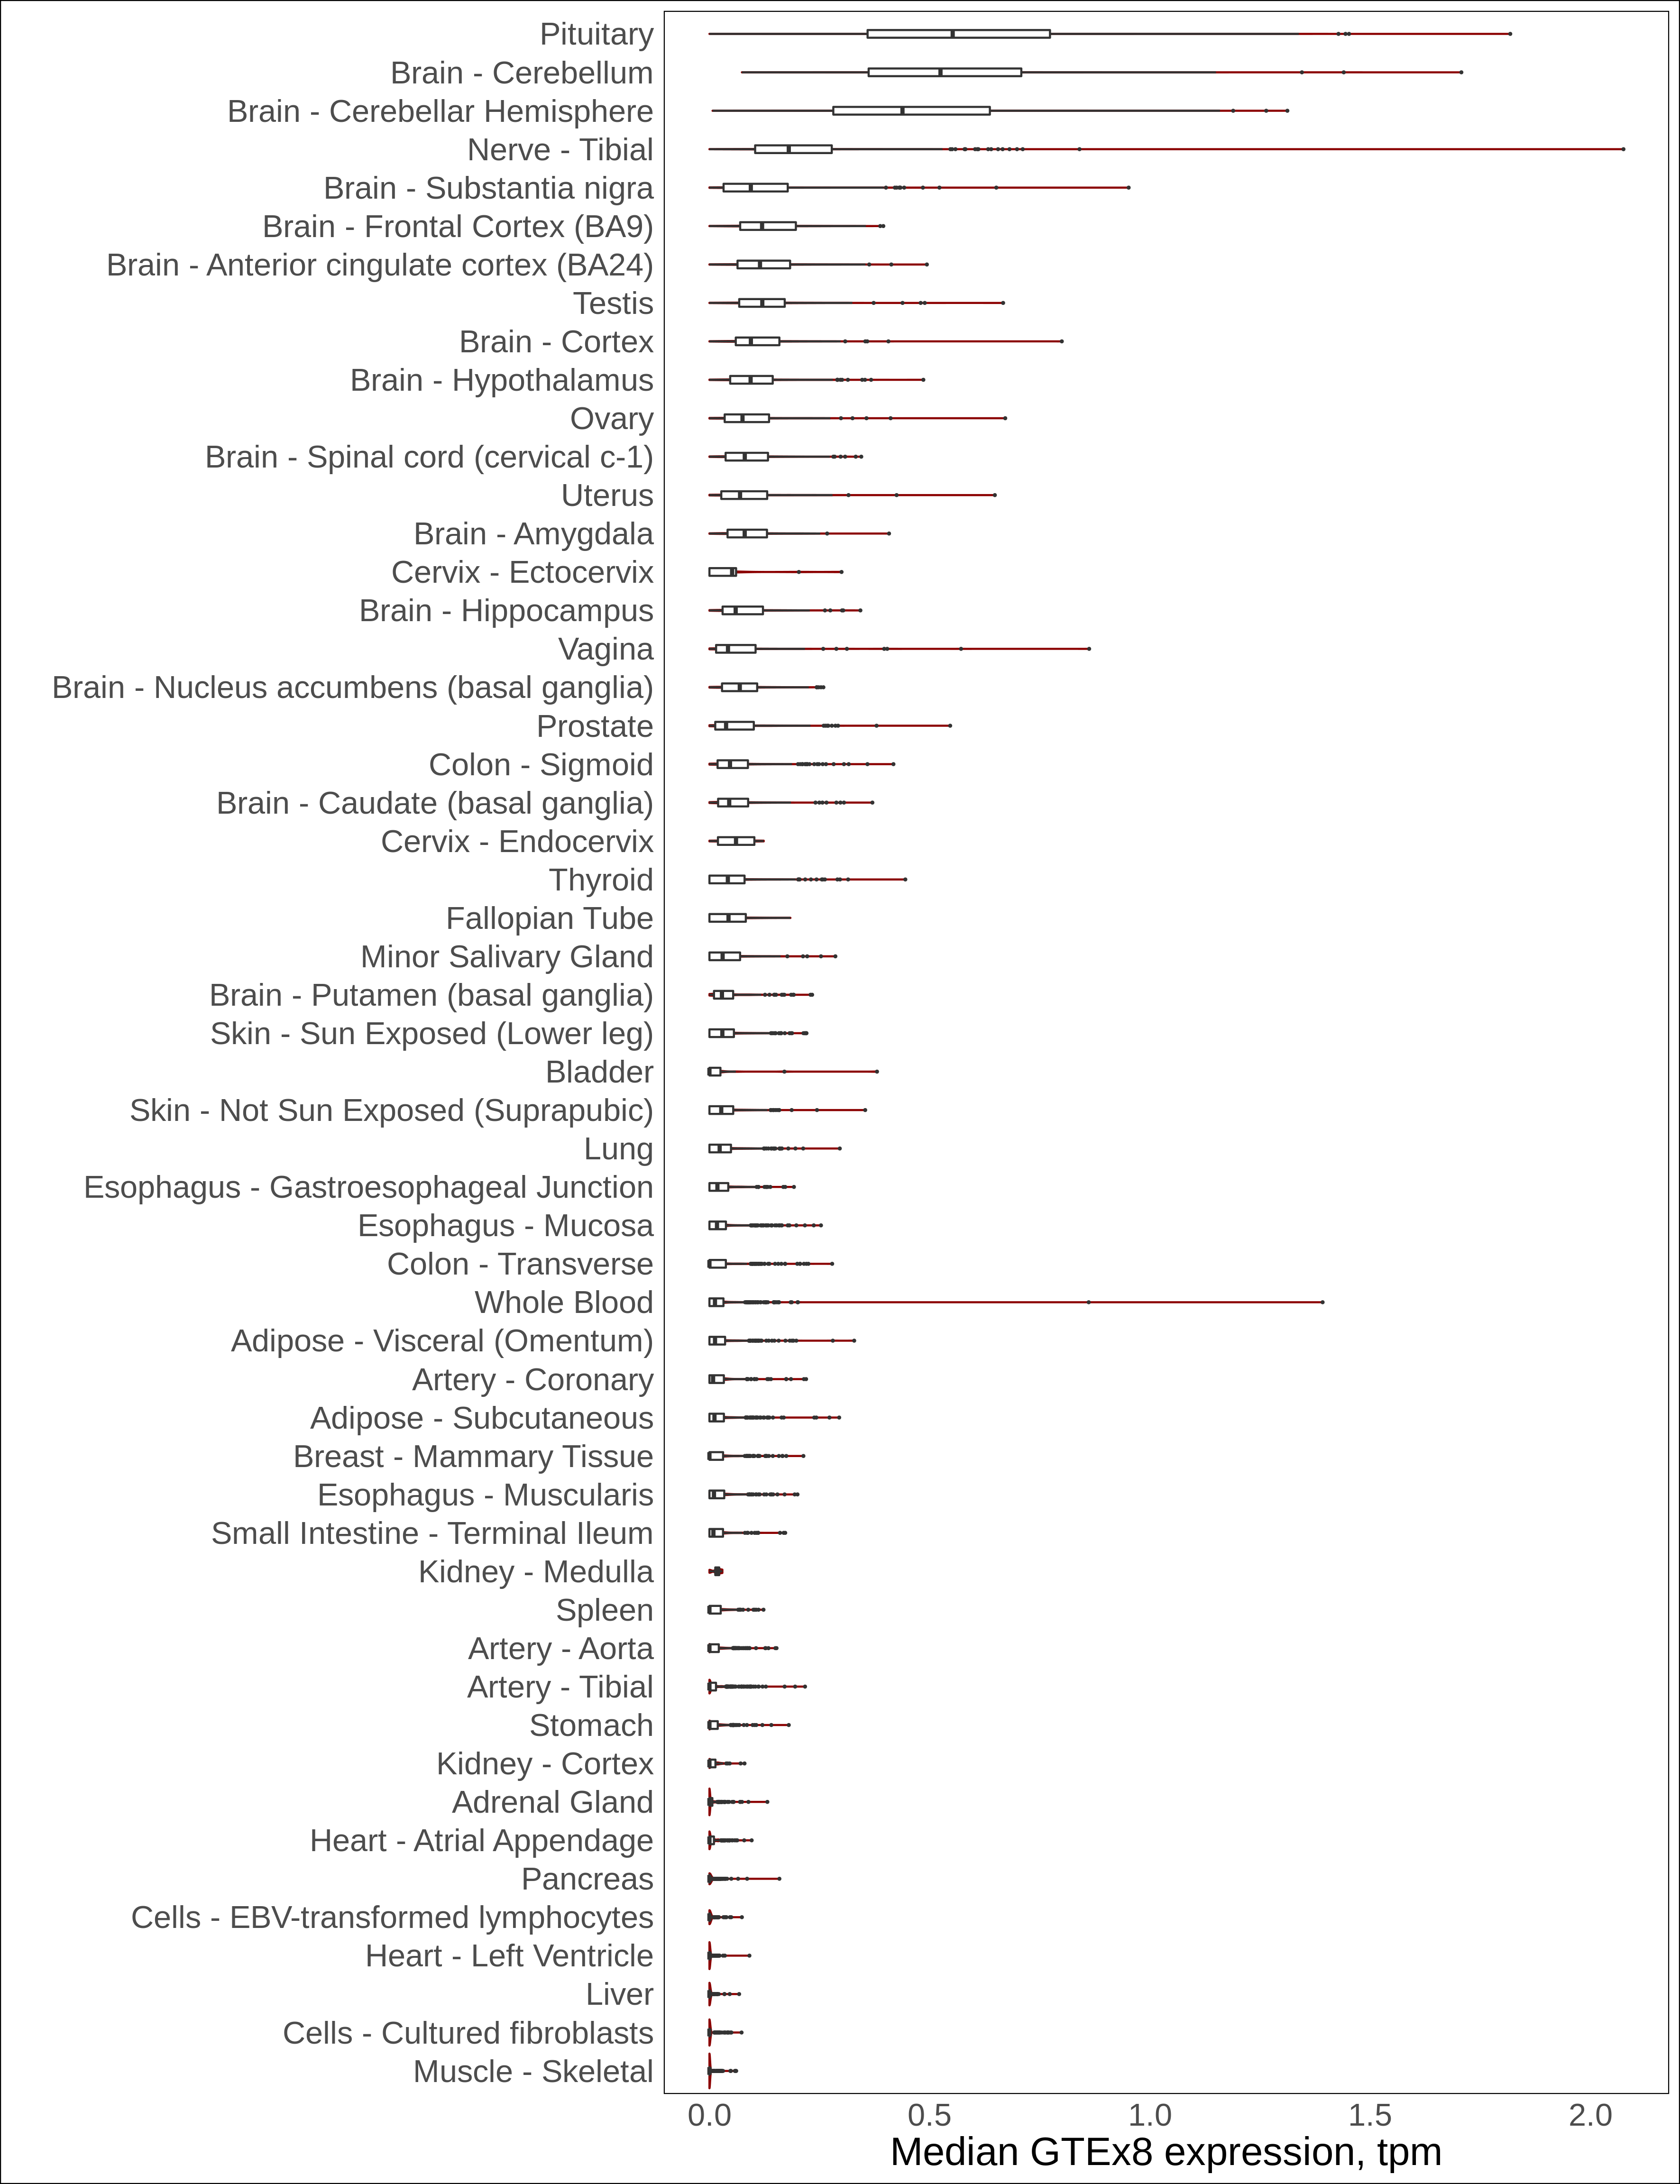 Pituitary
Brain - Cerebellum
Brain - Cerebellar Hemisphere
Nerve - Tibial
Brain - Substantia nigra
Brain - Frontal Cortex (BA9)
Brain - Anterior cingulate cortex (BA24)
Testis
Brain - Cortex
Brain - Hypothalamus
Ovary
Brain - Spinal cord (cervical c-1)
Uterus
Brain - Amygdala
Cervix - Ectocervix
Brain - Hippocampus
Vagina
Brain - Nucleus accumbens (basal ganglia)
Prostate
Colon - Sigmoid
Brain - Caudate (basal ganglia)
Cervix - Endocervix
Thyroid
Fallopian Tube
Minor Salivary Gland
Brain - Putamen (basal ganglia)
Skin - Sun Exposed (Lower leg)
Bladder
Skin - Not Sun Exposed (Suprapubic)
Lung
Esophagus - Gastroesophageal Junction
Esophagus - Mucosa
Colon - Transverse
Whole Blood
Adipose - Visceral (Omentum)
Artery - Coronary
Adipose - Subcutaneous
Breast - Mammary Tissue
Esophagus - Muscularis
Small Intestine - Terminal Ileum
Kidney - Medulla
Spleen
Artery - Aorta
Artery - Tibial
Stomach
Kidney - Cortex
Adrenal Gland
Heart - Atrial Appendage
Pancreas
Cells - EBV-transformed lymphocytes
Heart - Left Ventricle
Liver
Cells - Cultured fibroblasts
Muscle - Skeletal
0.0 0.5 1.0 1.5 2.0
Median GTEx8 expression, tpm